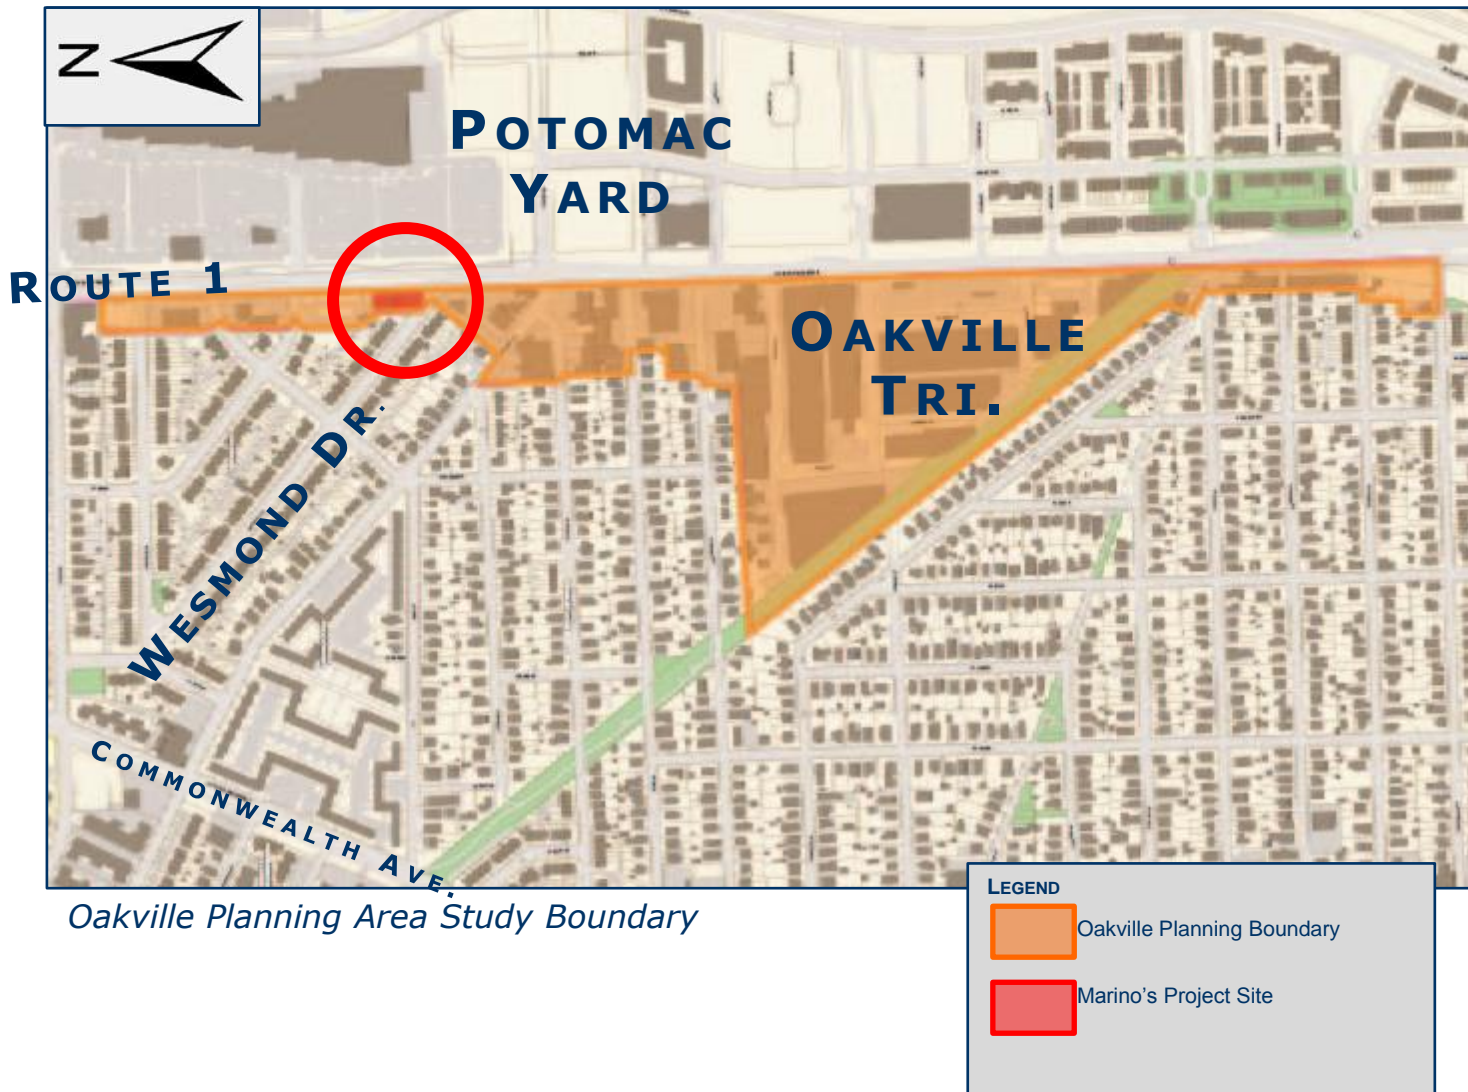 N
POTOMAC
YARD
ROUTE 1
OAKVILLE
TRI.
WESMOND DR.
COMMONWEALTH AVE.
Oakville Planning Area Study Boundary
LEGEND
Oakville Planning Boundary
Marino's Project Site